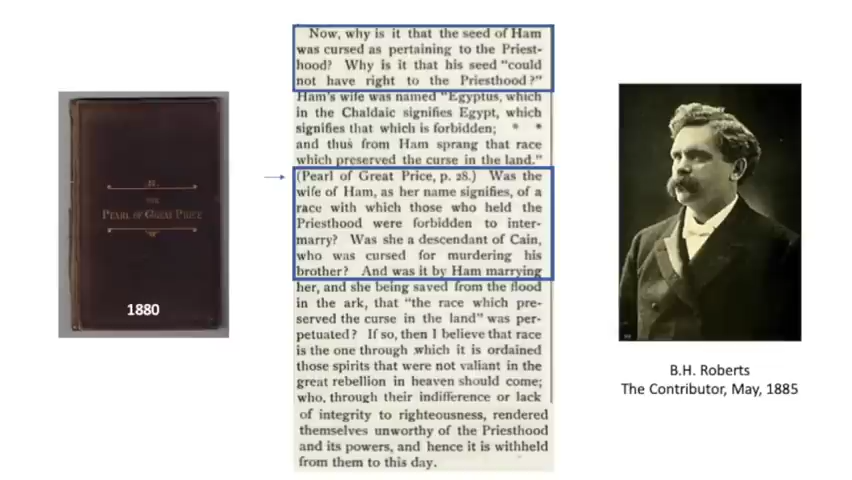 THE
PEARL OF GREAT PRICE
1880
Now, why is it that the seed of Ham
was cursed as pertaining to the Priest-
hood? Why is it that his seed "could
not have right to the Priesthood?"
Ham's wife was named "Egyptus, which
in the Chaldaic signifies Egypt, which
signifies that which is forbidden; * *
and thus from Ham sprang that race
which preserved the curse in the land."
(Pearl of Great Price, p. 28.) Was the
wife of Ham, as her name signifies, of a
race with which those who held the
Priesthood were forbidden to inter-
marry? Was she a descendant of Cain,
who was cursed for murdering his
brother? And was it by Ham marrying
her, and she being saved from the flood
in the ark, that "the race which pre-
served the curse in the land" was per-
petuated? If so, then I believe that race
is the one through which it is ordained
those spirits that were not valiant in the
great rebellion in heaven should come;
who, through their indifference or lack
of integrity to righteousness, rendered
themselves unworthy of the Priesthood
and its powers, and hence it is withheld
from them to this day.
B.H. Roberts
The Contributor, May, 1885